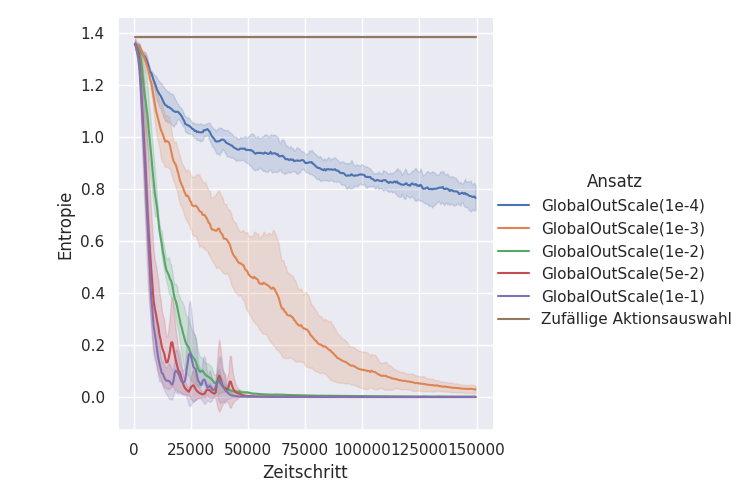 1.4
1.2
1.0
0.8
0.6
0.4
0.2
0.0
Entropie
0 25000 50000 75000 100000 125000 150000
Zeitschritt
Ansatz
GlobalOutScale(1e-4)
GlobalOutScale(1e-3)
GlobalOutScale(1e-2)
GlobalOutScale(5e-2)
GlobalOutScale(1e-1)
Zufällige Aktionsauswahl